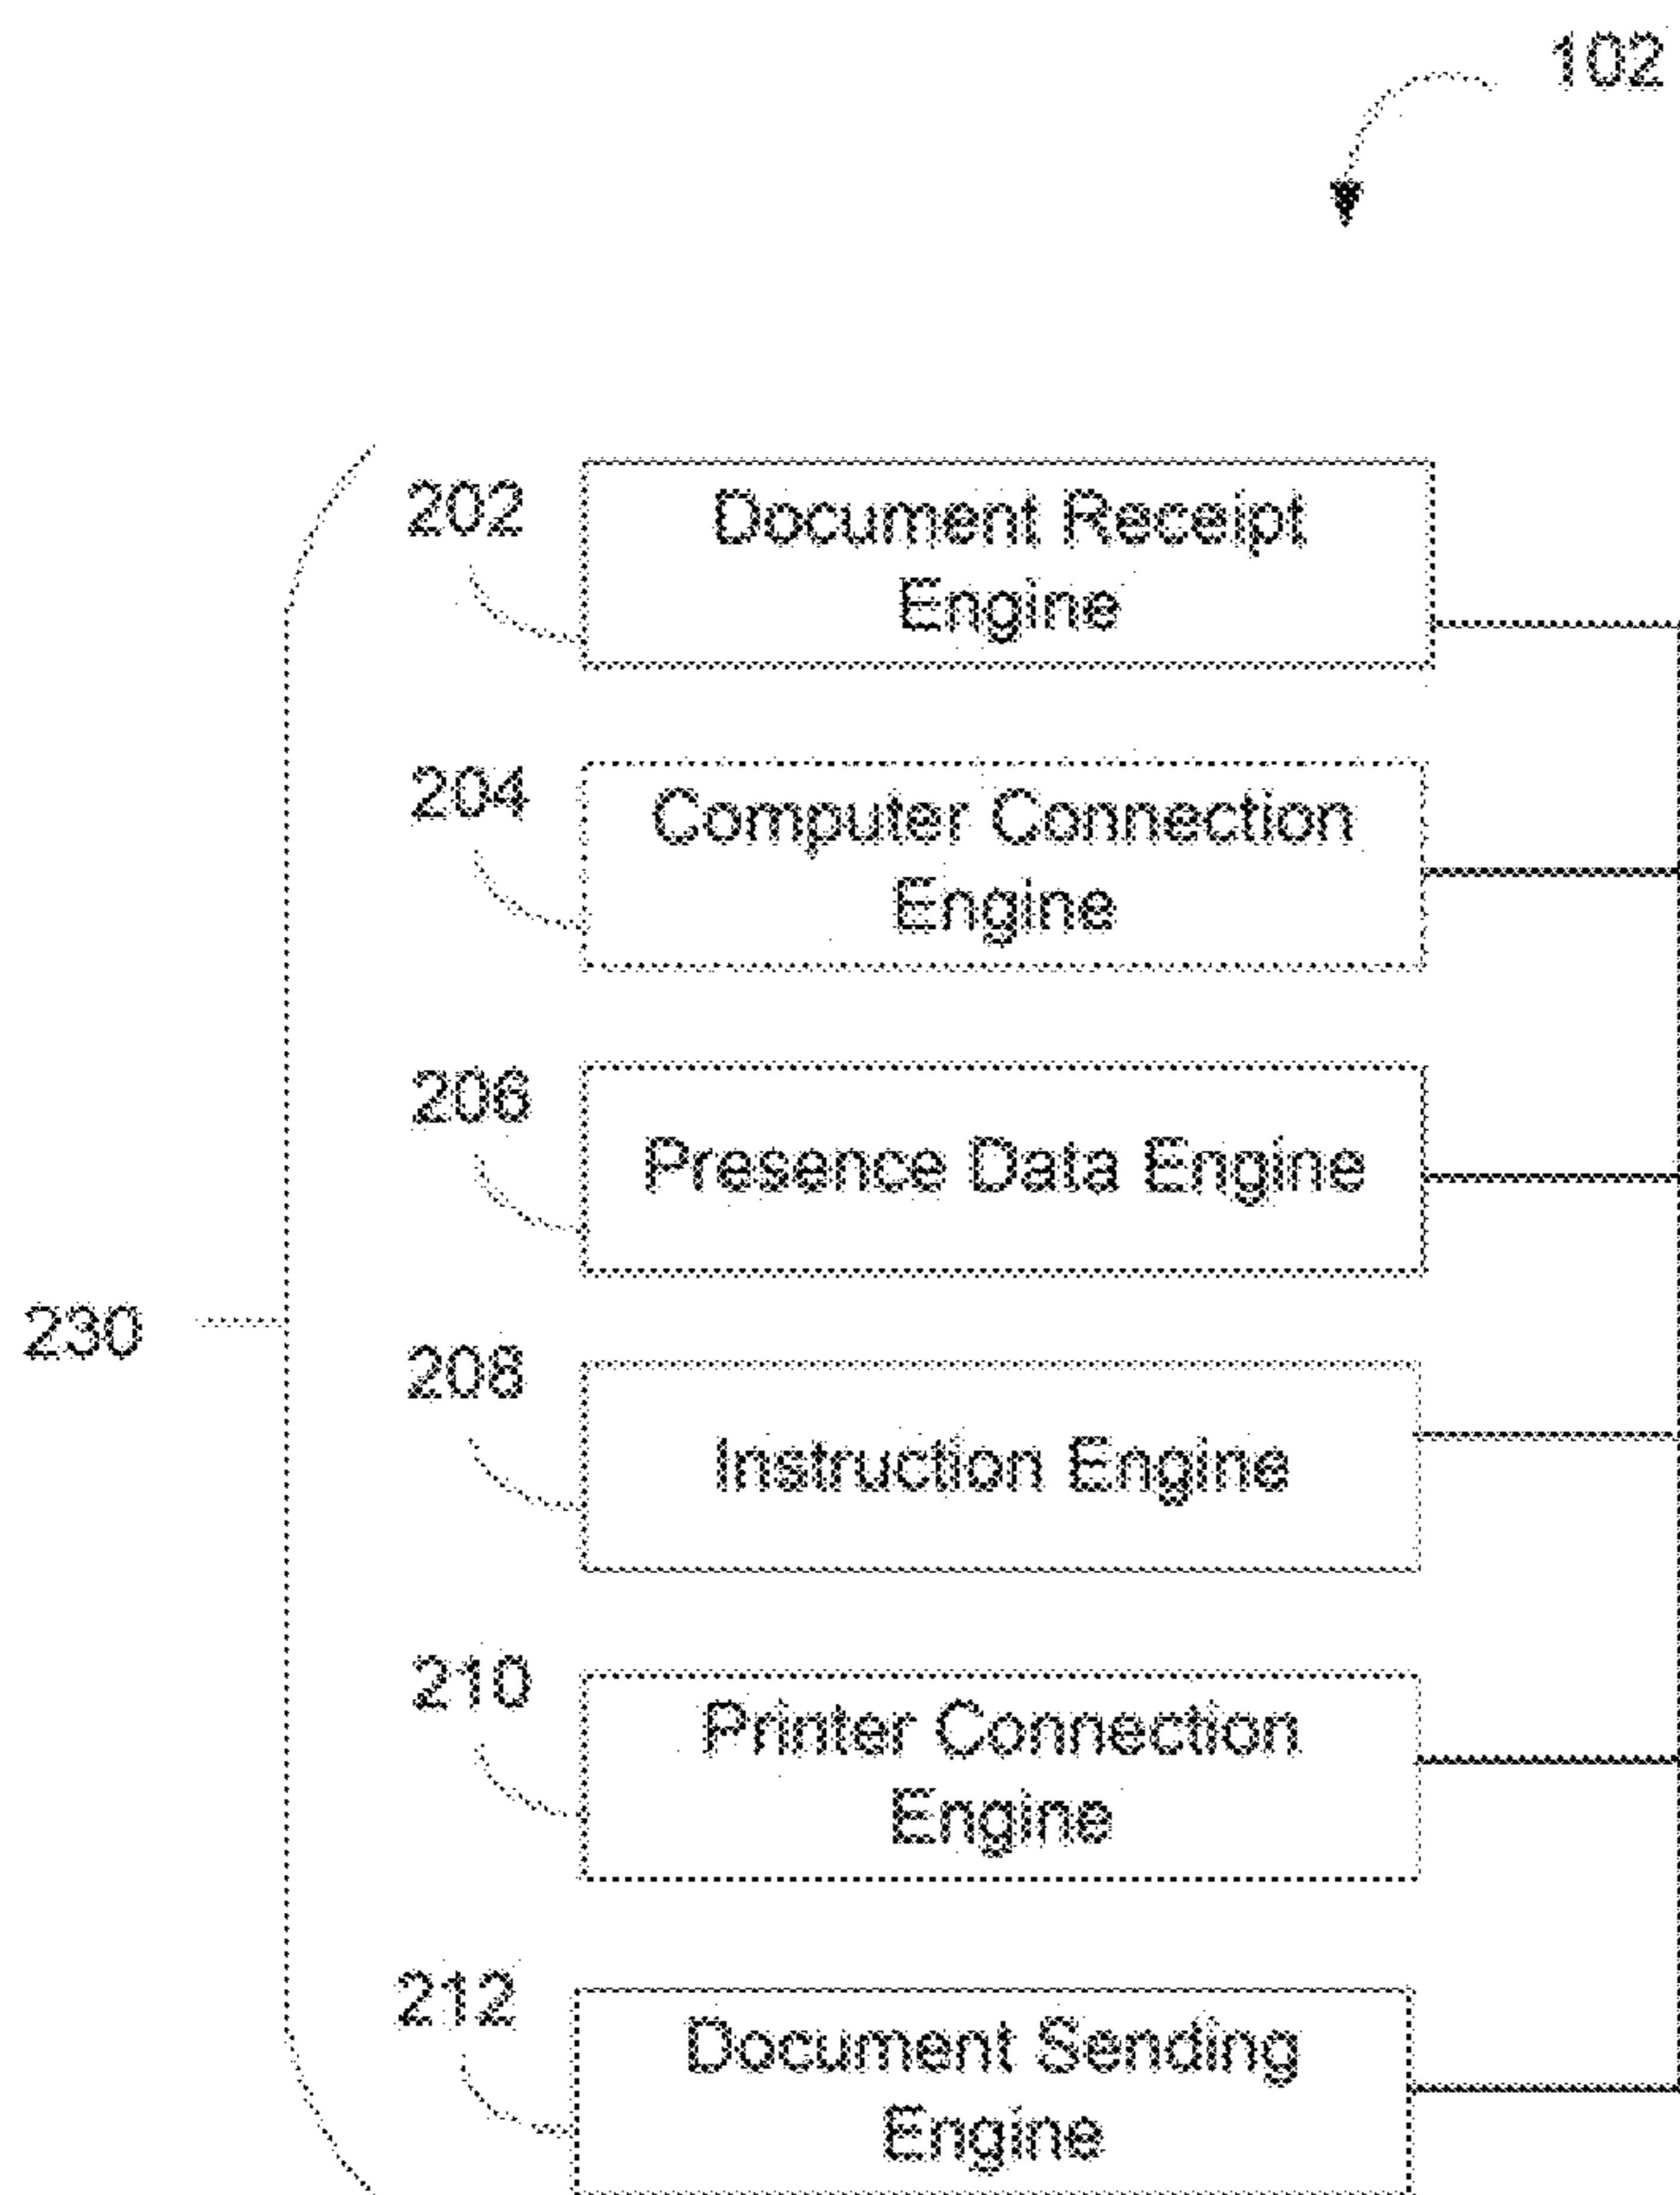 102
202
Document Receipt
Engine
204
Computer Connection
Engine
206
Presence Data Engine
230
208
Instruction Engine
210
Printer Connection
Engine
212
Document Sending
Engine